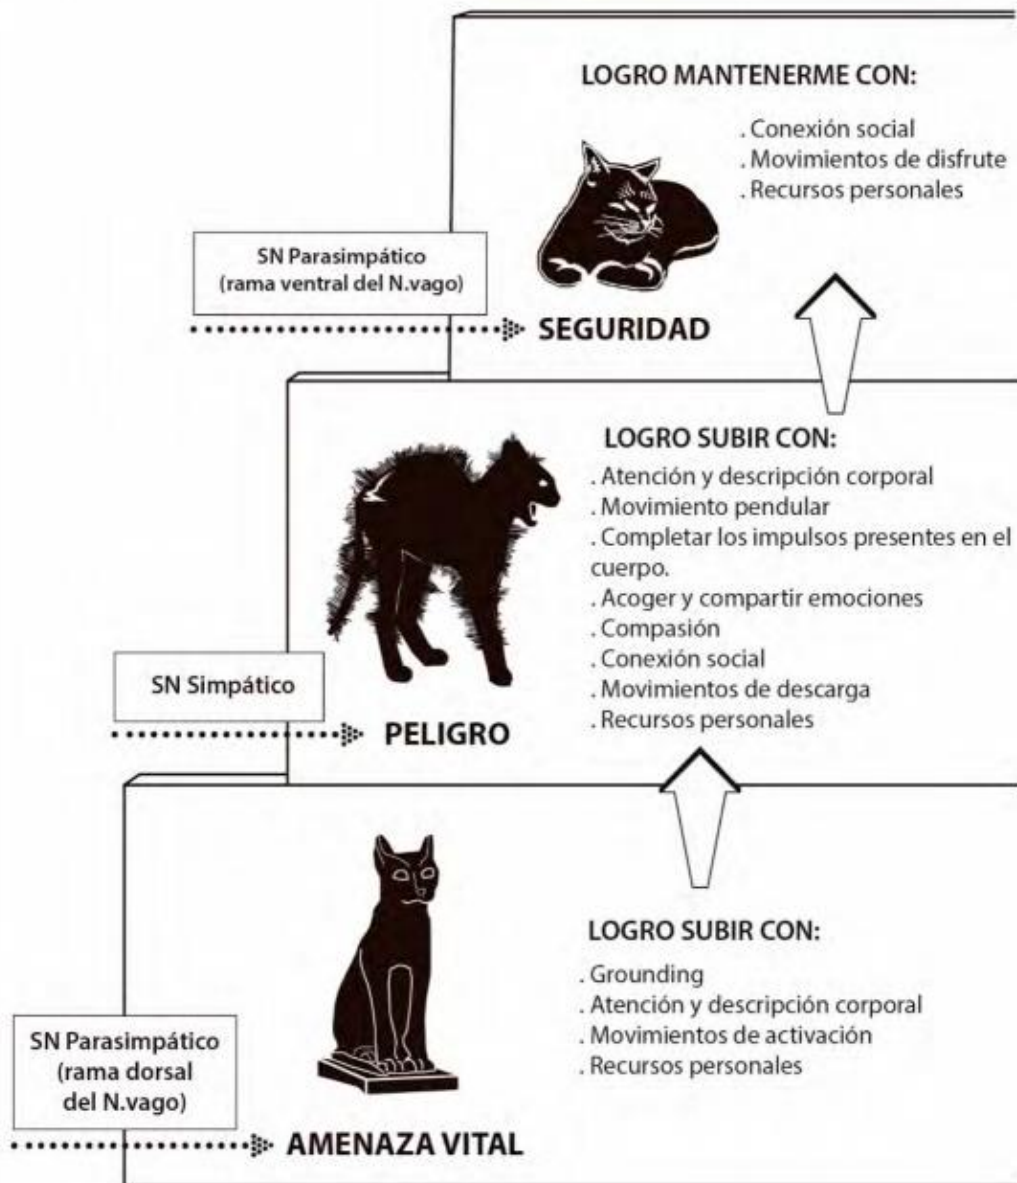 LOGRO MANTENERME CON:
. Conexión social
. Movimientos de disfrute
. Recursos personales
SN Parasimpático
(rama ventral del N.vago)
SEGURIDAD
LOGRO SUBIR CON:
. Atención y descripción corporal
. Movimiento pendular
. Completar los impulsos presentes en el
cuerpo.
. Acoger y compartir emociones
. Compasión
. Conexión social
. Movimientos de descarga
. Recursos personales
SN Simpático
PELIGRO
LOGRO SUBIR CON:
. Grounding
. Atención y descripción corporal
. Movimientos de activación
. Recursos personales
SN Parasimpático
(rama dorsal
del N.vago)
AMENAZA VITAL